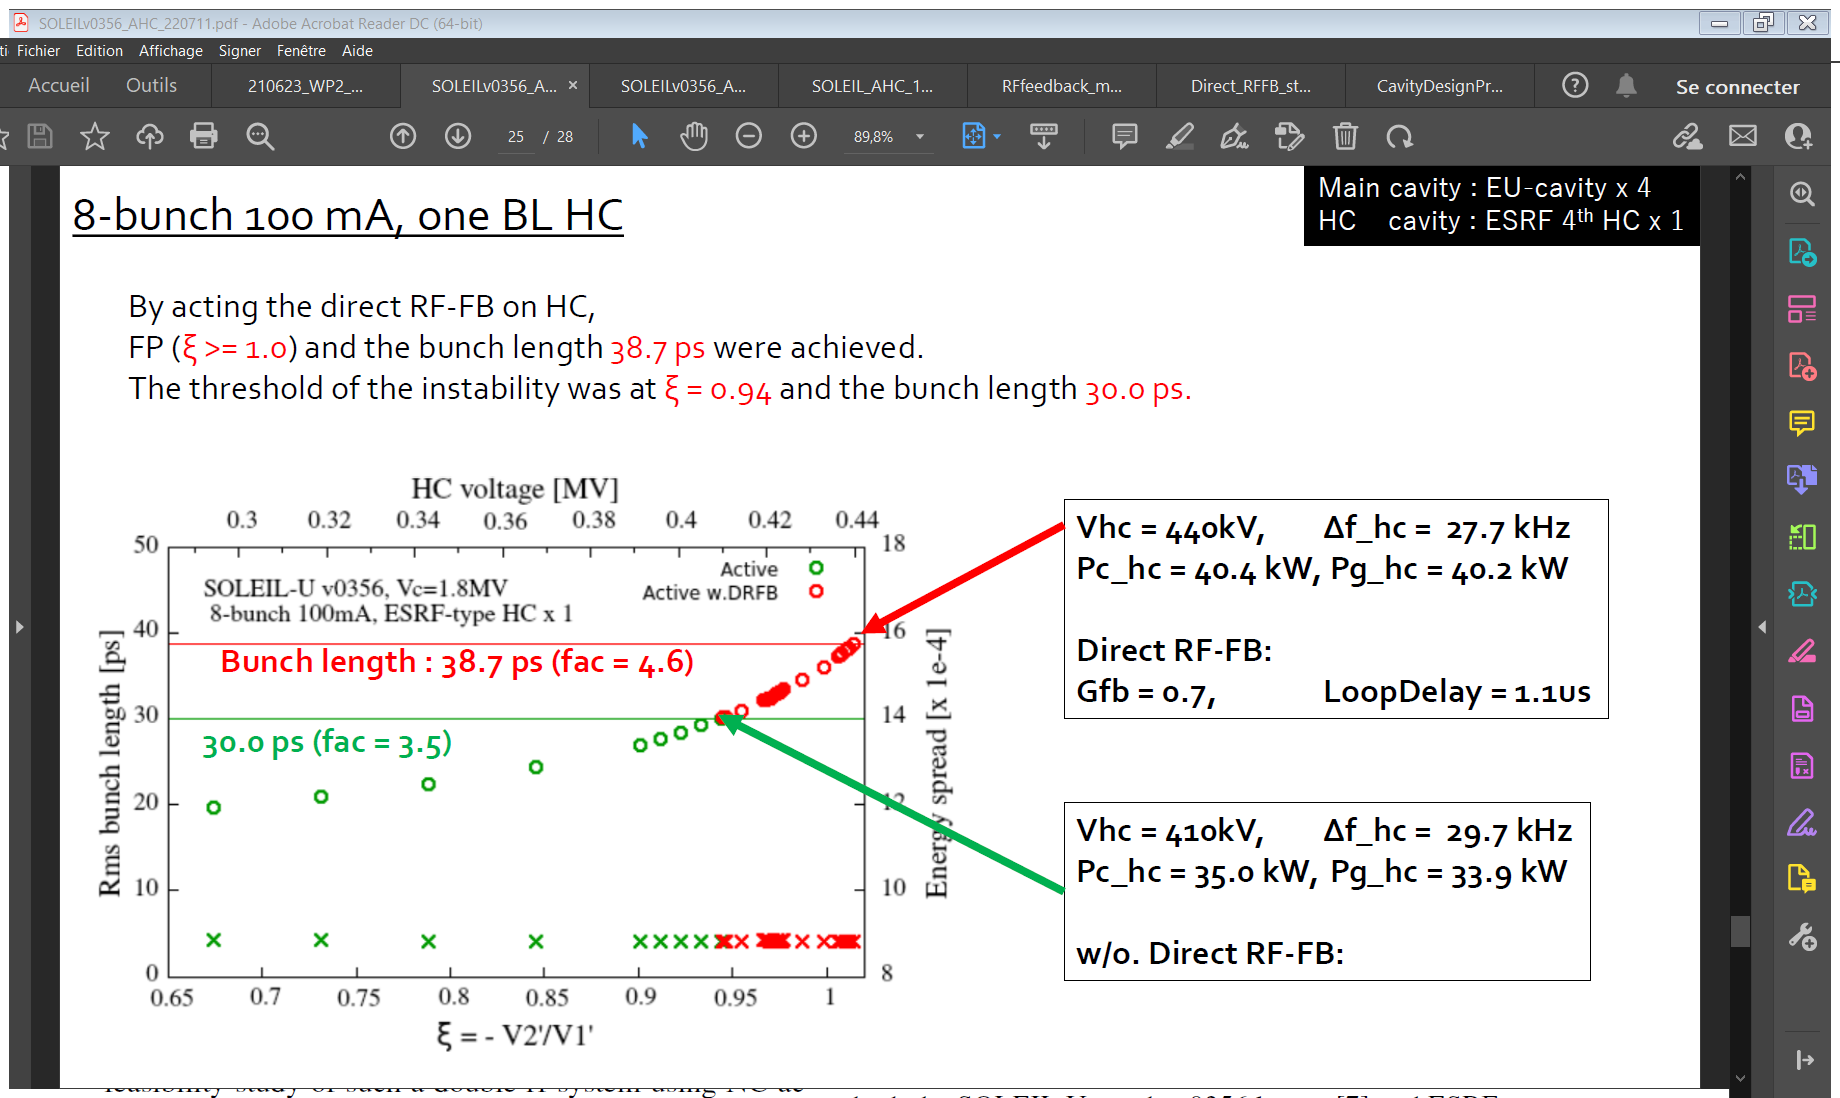 SOLEILv0356_AHC_220711.pdf - Adobe Acrobat Reader DC (64-bit)
Fichier Edition Affichage Signer Fenêtre Aide
Accueil Outils 210623_WP2_... SOLEILv0356_A... × SOLEILv0356_A... SOLEIL_AHC_1... RFfeedback_m... Direct_RFFB_st... CavityDesignPr... Se connecter
25 / 28 89,8%
Main cavity : EU-cavity x 4
HC cavity : ESRF 4th HC x 1
8-bunch 100 mA, one BL HC
By acting the direct RF-FB on HC,
FP (ξ >= 1.0) and the bunch length 38.7 ps were achieved.
The threshold of the instability was at ξ = 0.94 and the bunch length 30.0 ps.
HC voltage [MV]
0.3 0.32 0.34 0.36 0.38 0.4 0.42 0.44
50 40 30 20 10 0
Rms bunch length [ps]
18 16 14 12 10 8
Energy spread [x 1e-4]
SOLEIL-U v0356, Vc=1.8MV
8-bunch 100mA, ESRF-type HC x 1
Active
Active w.DRFB
Bunch length : 38.7 ps (fac = 4.6)
30.0 ps (fac = 3.5)
0.65 0.7 0.75 0.8 0.85 0.9 0.95 1
ξ = - V2'/V1'
Vhc = 440kV, Δf_hc = 27.7 kHz
Pc_hc = 40.4 kW, Pg_hc = 40.2 kW
Direct RF-FB:
Gfb = 0.7, LoopDelay = 1.1us
Vhc = 410kV, Δf_hc = 29.7 kHz
Pc_hc = 35.0 kW, Pg_hc = 33.9 kW
w/o. Direct RF-FB: